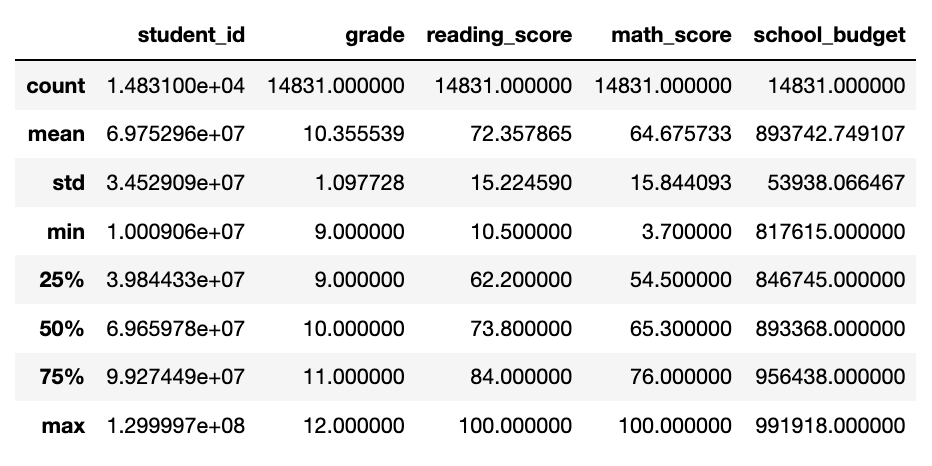 student_id grade reading_score math_score school_budget
count 1.483100e+04 14831.000000 14831.000000 14831.000000 14831.000000
mean 6.975296e+07 10.355539 72.357865 64.675733 893742.749107
std 3.452909e+07 1.097728 15.224590 15.844093 53938.066467
min 1.000906e+07 9.000000 10.500000 3.700000 817615.000000
25% 3.984433e+07 9.000000 62.200000 54.500000 846745.000000
50% 6.965978e+07 10.000000 73.800000 65.300000 893368.000000
75% 9.927449e+07 11.000000 84.000000 76.000000 956438.000000
max 1.299997e+08 12.000000 100.000000 100.000000 991918.000000